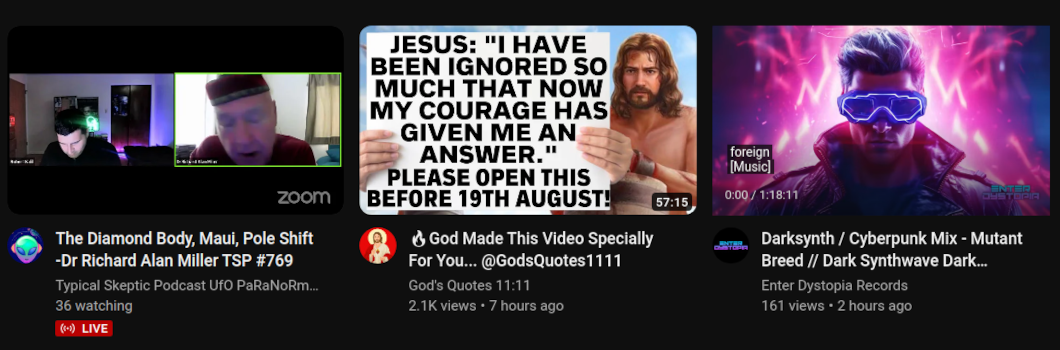 zoom
The Diamond Body, Maui, Pole Shift
-Dr Richard Alan Miller TSP #769
Typical Skeptic Podcast UfO PaRaNoRm...
36 watching
LIVE
JESUS: "I HAVE
BEEN IGNORED SO
MUCH THAT NOW
MY COURAGE HAS
GIVEN ME AN
ANSWER."
PLEASE OPEN THIS
BEFORE 19TH AUGUST!
57:15
🔥God Made This Video Specially
For You... @GodsQuotes1111
God's Quotes 11:11
2.1K views • 7 hours ago
foreign
[Music]
0:00 / 1:18:11
ENTER
DYSTOPIA
ENTER
DYSTOPIA
Darksynth / Cyberpunk Mix - Mutant
Breed // Dark Synthwave Dark...
Enter Dystopia Records
161 views • 2 hours ago